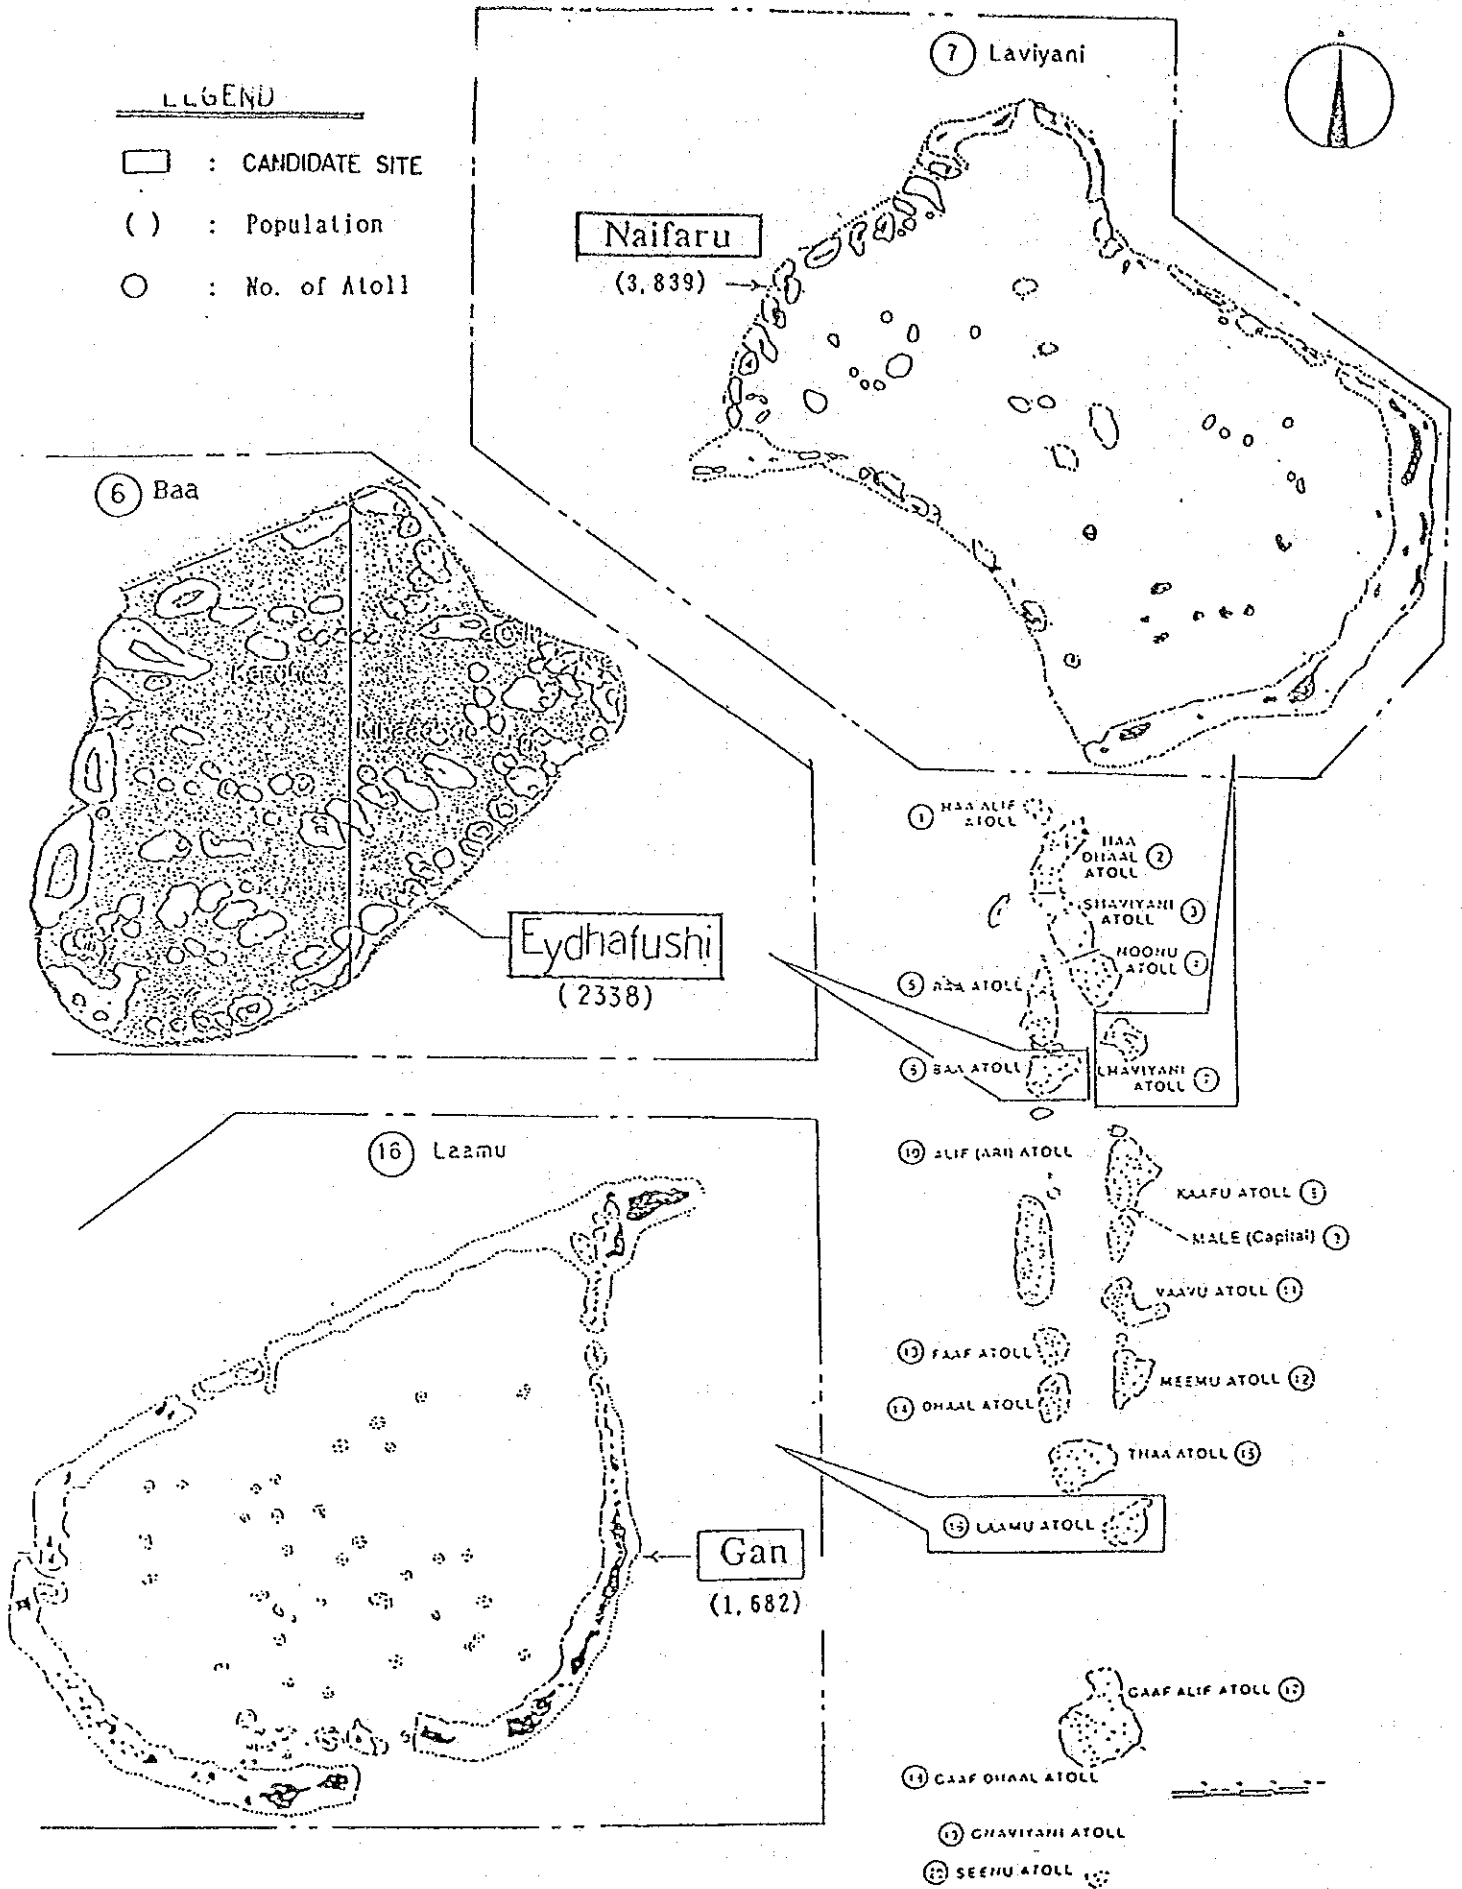 LEGEND
: CANDIDATE SITE
( ) : Population
: No. of Atoll
7 Laviyani
Naifaru
(3,839)
6 Baa
Eydhafushi
(2338)
16 Laamu
Gan
(1,682)
1 HAA ALIF
ATOLL
HAA
DHAAL 2
ATOLL
SHAVIYANI
ATOLL 3
NOONU
ATOLL
5 RAA ATOLL
BAA ATOLL
LHAVIYANI
ATOLL
10 ALIF (ARI) ATOLL
KAAFU ATOLL
MALE (Capital)
VAAVU ATOLL 11
13 FAAF ATOLL
MEEMU ATOLL 12
14 DHAAL ATOLL
THAA ATOLL 15
LAAMU ATOLL
GAAF ALIF ATOLL
GAAF DHAAL ATOLL
GNAVIYANI ATOLL
SEENU ATOLL